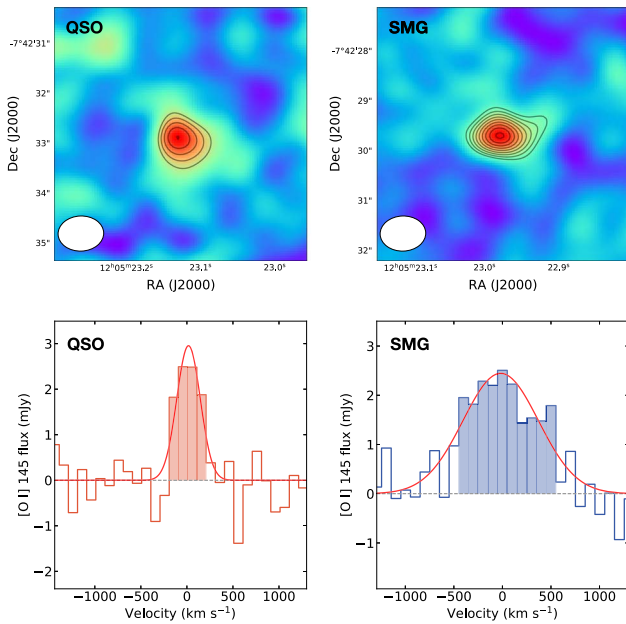 QSO
SMG
-7°42'31"
32"
33"
34"
35"
Dec (J2000)
12ʰ05ᵐ23.2ˢ
23.1ˢ
23.0ˢ
RA (J2000)
-7°42'28"
29"
30"
31"
32"
Dec (J2000)
12ʰ05ᵐ23.1ˢ
23.0ˢ
22.9ˢ
RA (J2000)
QSO
3
2
1
0
−1
−2
[O I] 145 flux (mJy)
−1000
−500
0
500
1000
Velocity (km s⁻¹)
SMG
3
2
1
0
−1
[O I] 145 flux (mJy)
−1000
−500
0
500
1000
Velocity (km s⁻¹)